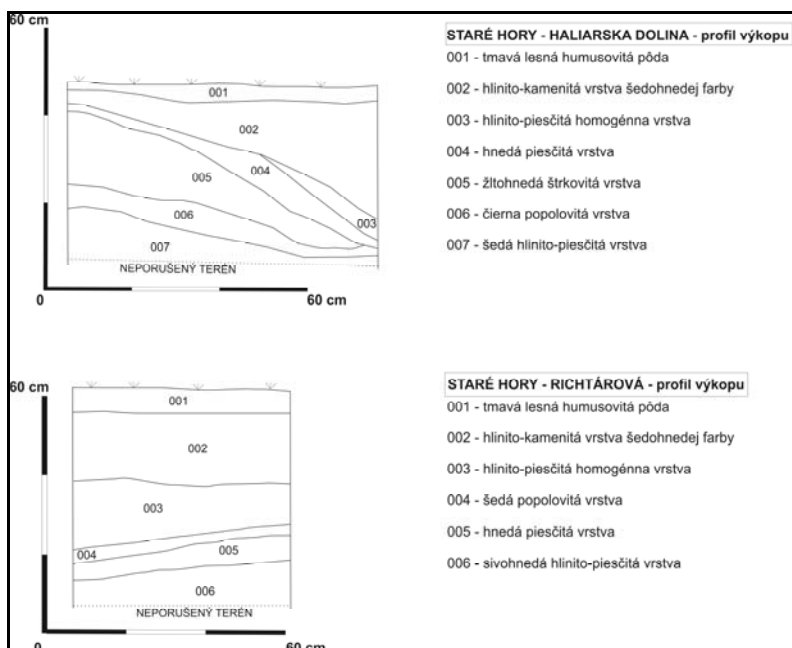 60 cm
STARÉ HORY - HALIARSKA DOLINA - profil výkopu
001 - tmavá lesná humusovitá pôda
002 - hlinito-kamenitá vrstva šedohnedej farby
003 - hlinito-piesčitá homogénna vrstva
004 - hnedá piesčitá vrstva
005 - žltohnedá štrkovitá vrstva
006 - čierna popolovitá vrstva
007 - šedá hlinito-piesčitá vrstva
001
002
004
005
003
006
007
NEPORUŠENÝ TERÉN
0
60 cm
60 cm
STARÉ HORY - RICHTÁROVÁ - profil výkopu
001 - tmavá lesná humusovitá pôda
002 - hlinito-kamenitá vrstva šedohnedej farby
003 - hlinito-piesčitá homogénna vrstva
004 - šedá popolovitá vrstva
005 - hnedá piesčitá vrstva
006 - sivohnedá hlinito-piesčitá vrstva
001
002
003
004
005
006
NEPORUŠENÝ TERÉN
0
60 cm